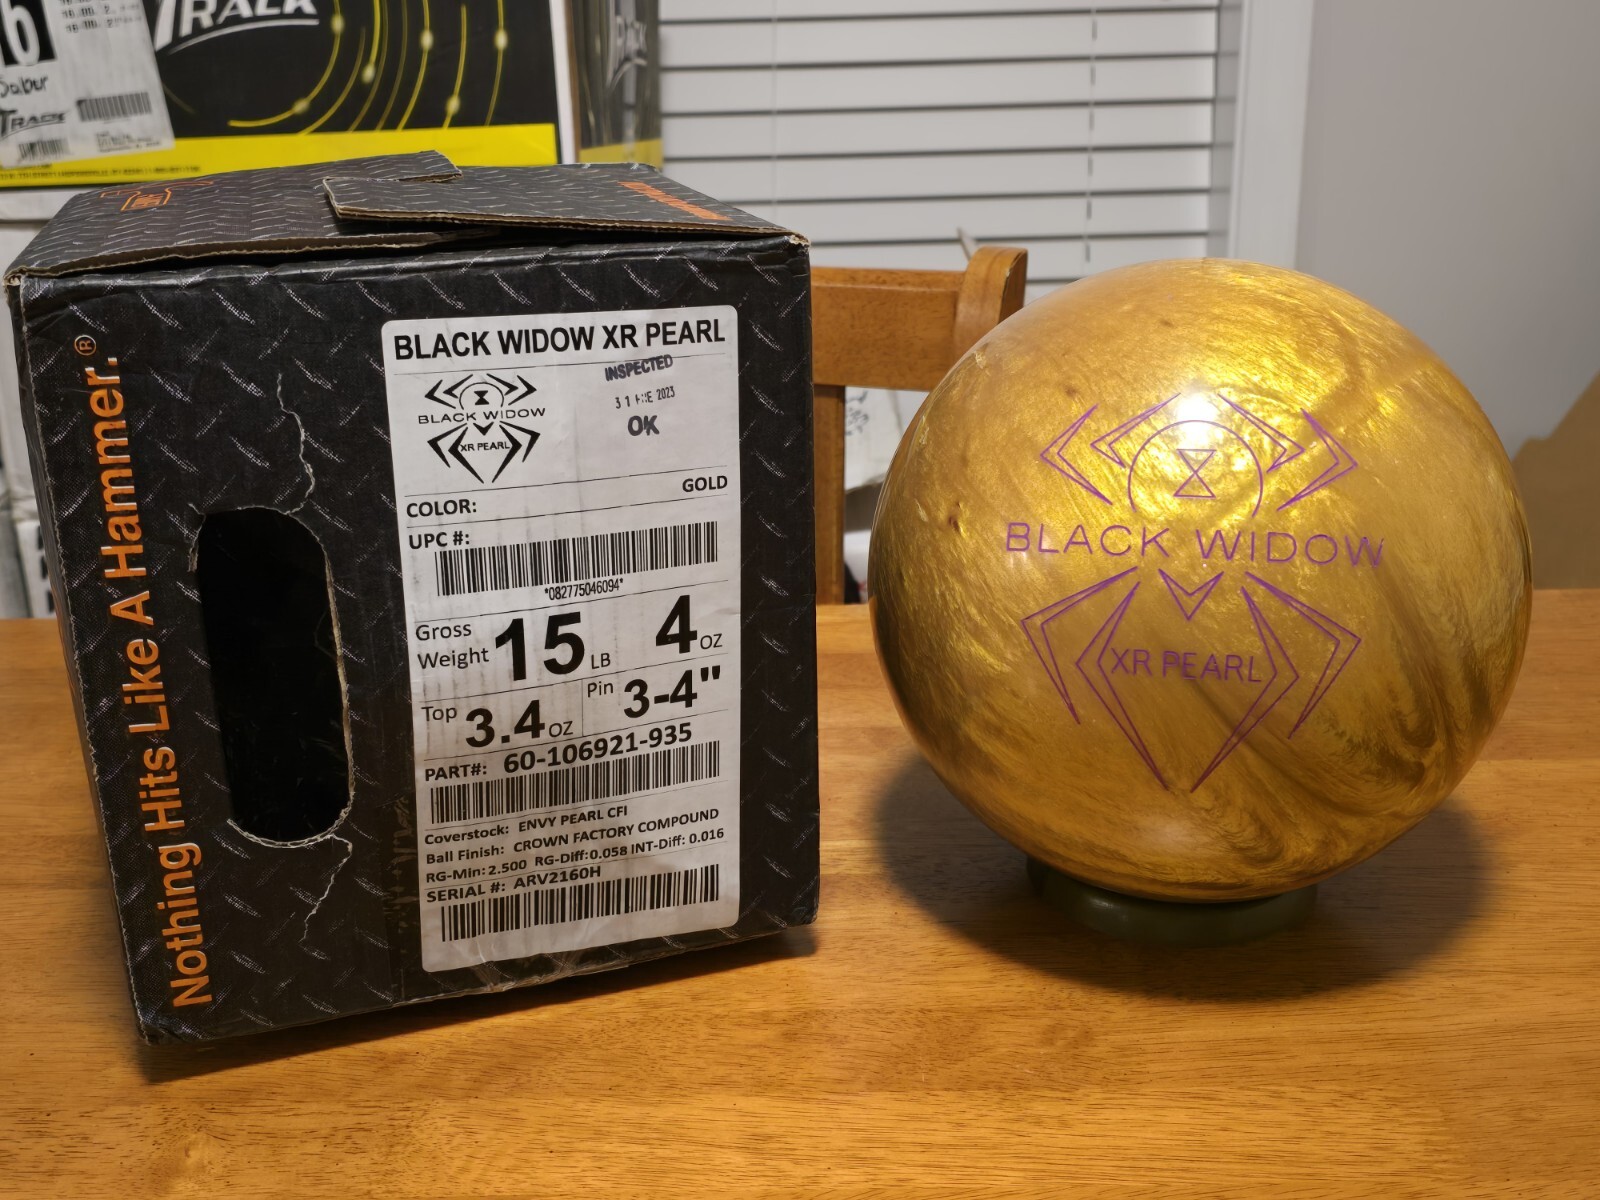 TRACK
TRACK
Nothing Hits Like A Hammer.®
BLACK WIDOW XR PEARL
BLACK WIDOW
XR PEARL
INSPECTED
OK
COLOR: GOLD
UPC #:
*082775046094*
Gross Weight 15 LB 4 OZ
Top 3.4 OZ Pin 3-4"
PART#: 60-106921-935
Coverstock: ENVY PEARL CFI
Ball Finish: CROWN FACTORY COMPOUND
RG-Min: 2.500 RG-Diff:0.058 INT-Diff: 0.016
SERIAL #: ARV2160H
BLACK WIDOW
XR PEARL